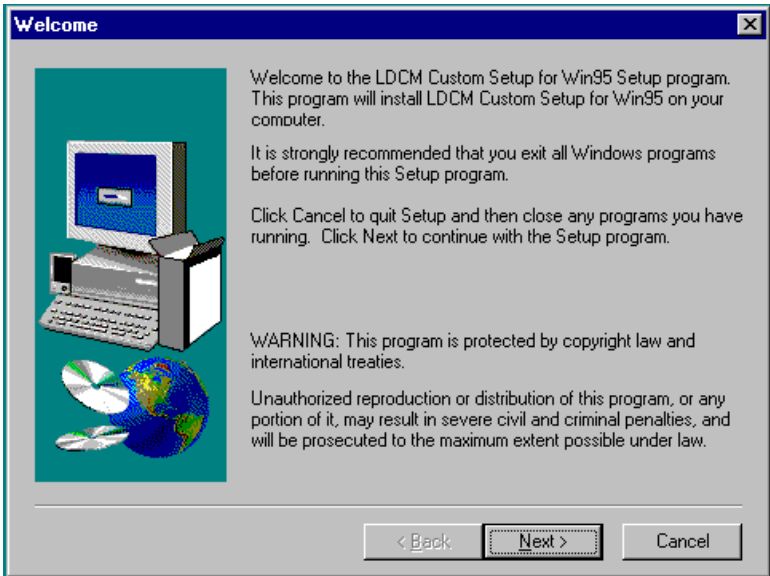 Welcome
Welcome to the LDCM Custom Setup for Win95 Setup program.
This program will install LDCM Custom Setup for Win95 on your
computer.
It is strongly recommended that you exit all Windows programs
before running this Setup program.
Click Cancel to quit Setup and then close any programs you have
running.  Click Next to continue with the Setup program.
WARNING: This program is protected by copyright law and
international treaties.
Unauthorized reproduction or distribution of this program, or any
portion of it, may result in severe civil and criminal penalties, and
will be prosecuted to the maximum extent possible under law.
< Back
Next >
Cancel